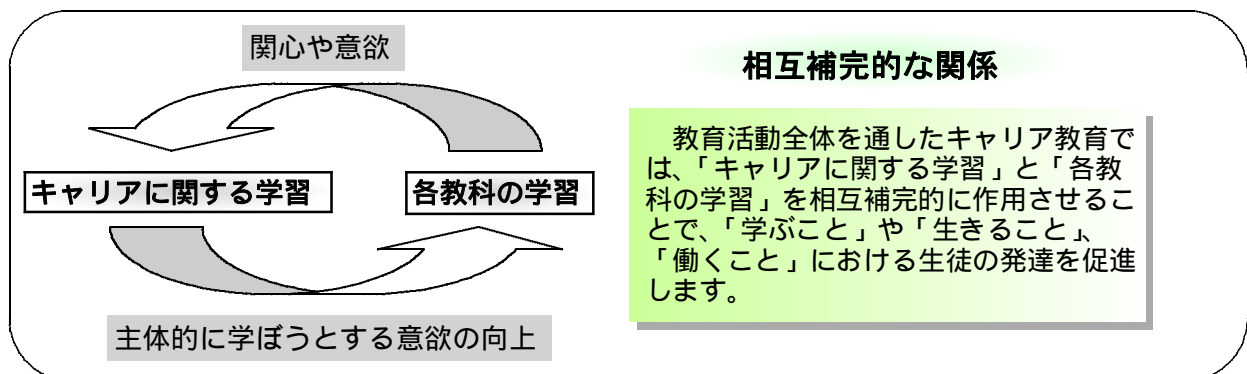 関心や意欲
キャリアに関する学習
各教科の学習
主体的に学ぼうとする意欲の向上
相互補完的な関係
教育活動全体を通したキャリア教育で
は、「キャリアに関する学習」と「各教
科の学習」を相互補完的に作用させるこ
とで、「学ぶこと」や「生きること」、
「働くこと」における生徒の発達を促進
します。